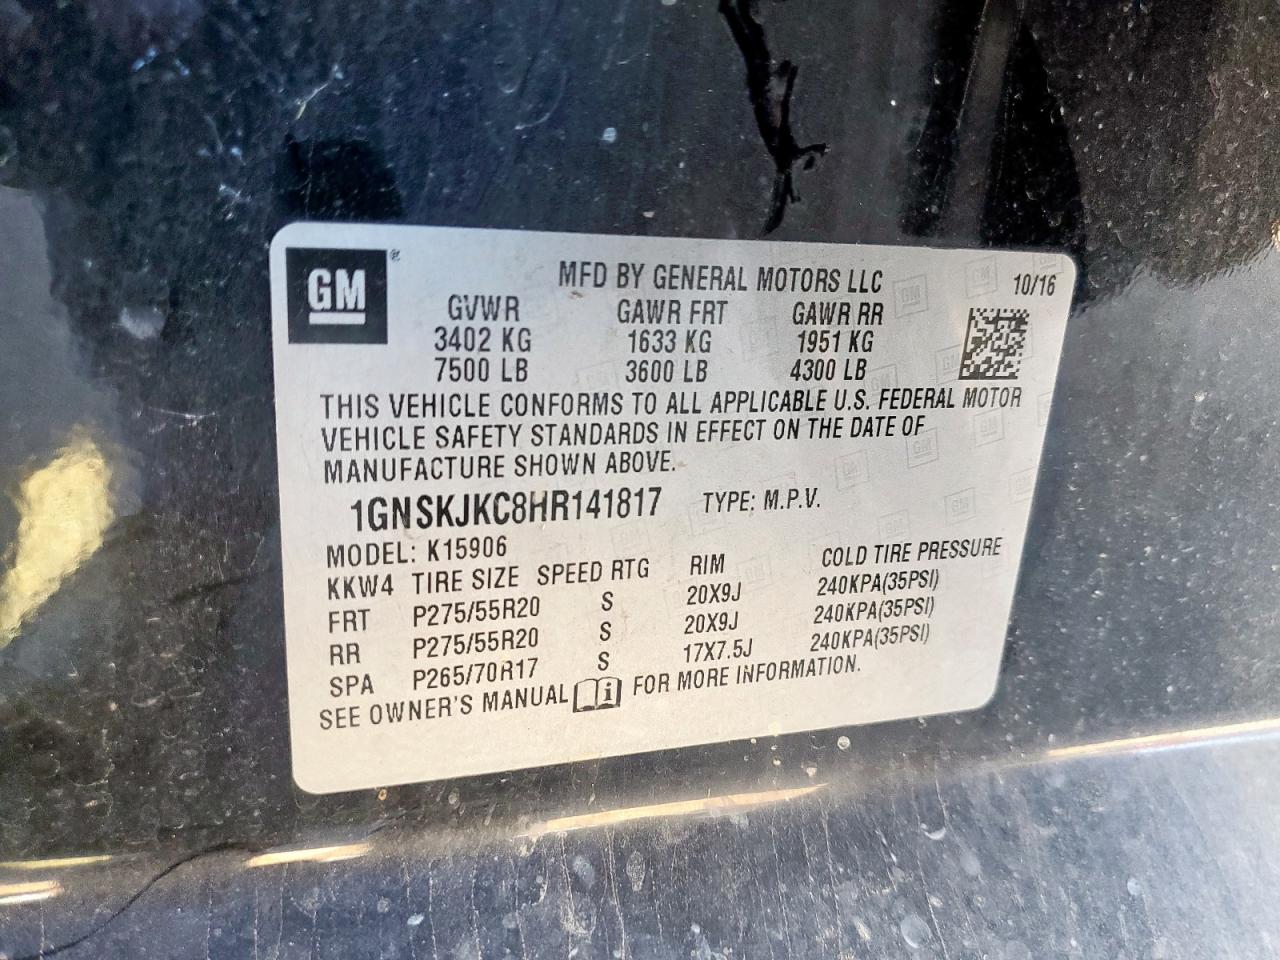 GM ®
MFD BY GENERAL MOTORS LLC 10/16
GVWR GAWR FRT GAWR RR
3402 KG 1633 KG 1951 KG
7500 LB 3600 LB 4300 LB
THIS VEHICLE CONFORMS TO ALL APPLICABLE U.S. FEDERAL MOTOR
VEHICLE SAFETY STANDARDS IN EFFECT ON THE DATE OF
MANUFACTURE SHOWN ABOVE.
1GNSKJKC8HR141817 TYPE: M.P.V.
MODEL: K15906
KKW4 TIRE SIZE SPEED RTG RIM COLD TIRE PRESSURE
FRT P275/55R20 S 20X9J 240KPA(35PSI)
RR P275/55R20 S 20X9J 240KPA(35PSI)
SPA P265/70R17 S 17X7.5J 240KPA(35PSI)
SEE OWNER'S MANUAL i FOR MORE INFORMATION.